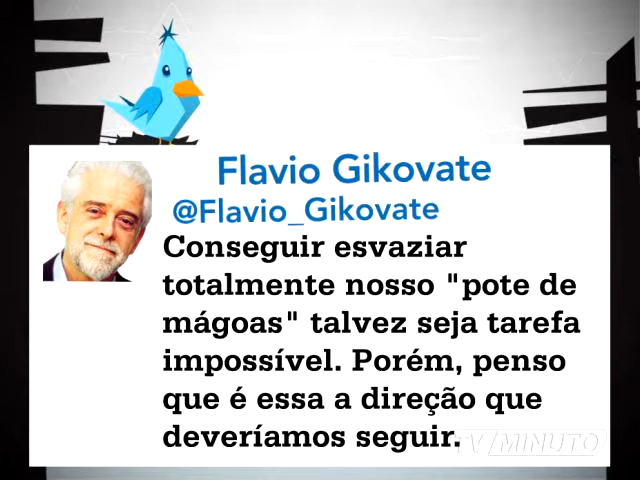 Flavio Gikovate
@Flavio_Gikovate
Conseguir esvaziar
totalmente nosso "pote de
mágoas" talvez seja tarefa
impossível. Porém, penso
que é essa a direção que
deveríamos seguir.
TV MINUTO